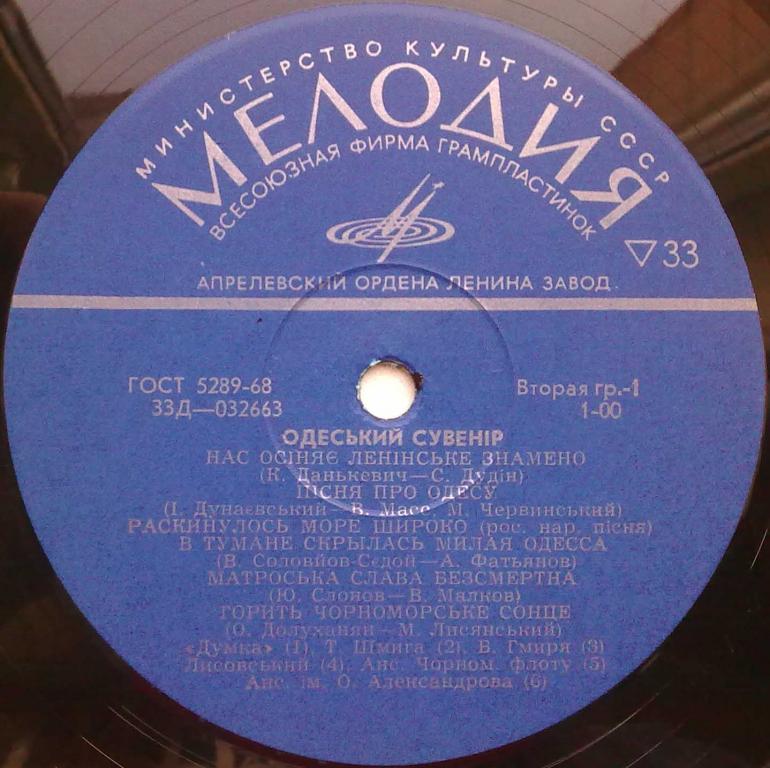 МИНИСТЕРСТВО КУЛЬТУРЫ СССР
МЕЛОДИЯ
ВСЕСОЮЗНАЯ ФИРМА ГРАМПЛАСТИНОК
▽ 33
АПРЕЛЕВСКИЙ ОРДЕНА ЛЕНИНА ЗАВОД
ГОСТ 5289-68
33Д—032663
Вторая гр.-1
1-00
ОДЕСЬКИЙ СУВЕНІР
НАС ОСІНЯЄ ЛЕНІНСЬКЕ ЗНАМЕНО
(К. Данькевич—С. Дудін)
ПІСНЯ ПРО ОДЕСУ
(І. Дунаєвський—В. Масс, М. Червинський)
РАСКИНУЛОСЬ МОРЕ ШИРОКО (рос. нар. пісня)
В ТУМАНЕ СКРЫЛАСЬ МИЛАЯ ОДЕССА
(В. Соловйов-Сєдой—А. Фатьянов)
МАТРОСЬКА СЛАВА БЕЗСМЕРТНА
(Ю. Слонов—В. Малков)
ГОРИТЬ ЧОРНОМОРСЬКЕ СОНЦЕ
(О. Долуханян—М. Лисянський)
«Думка» (1), Т. Шмига (2), В. Гмиря (3)
Лисовський (4), Анс. Чорном. флоту (5)
Анс. ім. О. Александрова (6)